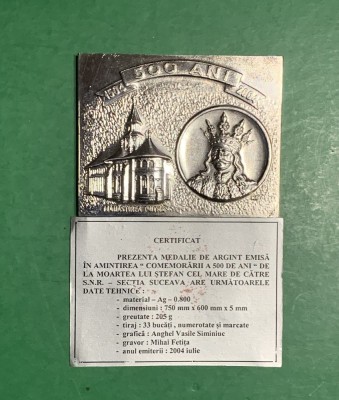 500 ANI
1504
2004
MĂNĂSTIREA PUTNA
CERTIFICAT
PREZENTA MEDALIE DE ARGINT EMISĂ
ÎN AMINTIREA “ COMEMORĂRII A 500 DE ANI “ DE
LA MOARTEA LUI ŞTEFAN CEL MARE DE CĂTRE
S.N.R. – SECŢIA SUCEAVA ARE URMĂTOARELE
DATE TEHNICE :
- material – Ag – 0.800
- dimensiuni : 750 mm x 600 mm x 5 mm
- greutate : 205 g
- tiraj : 33 bucăţi , numerotate şi marcate
- grafică : Anghel Vasile Siminiuc
- gravor : Mihai Fetiţa
- anul emiterii : 2004 iulie